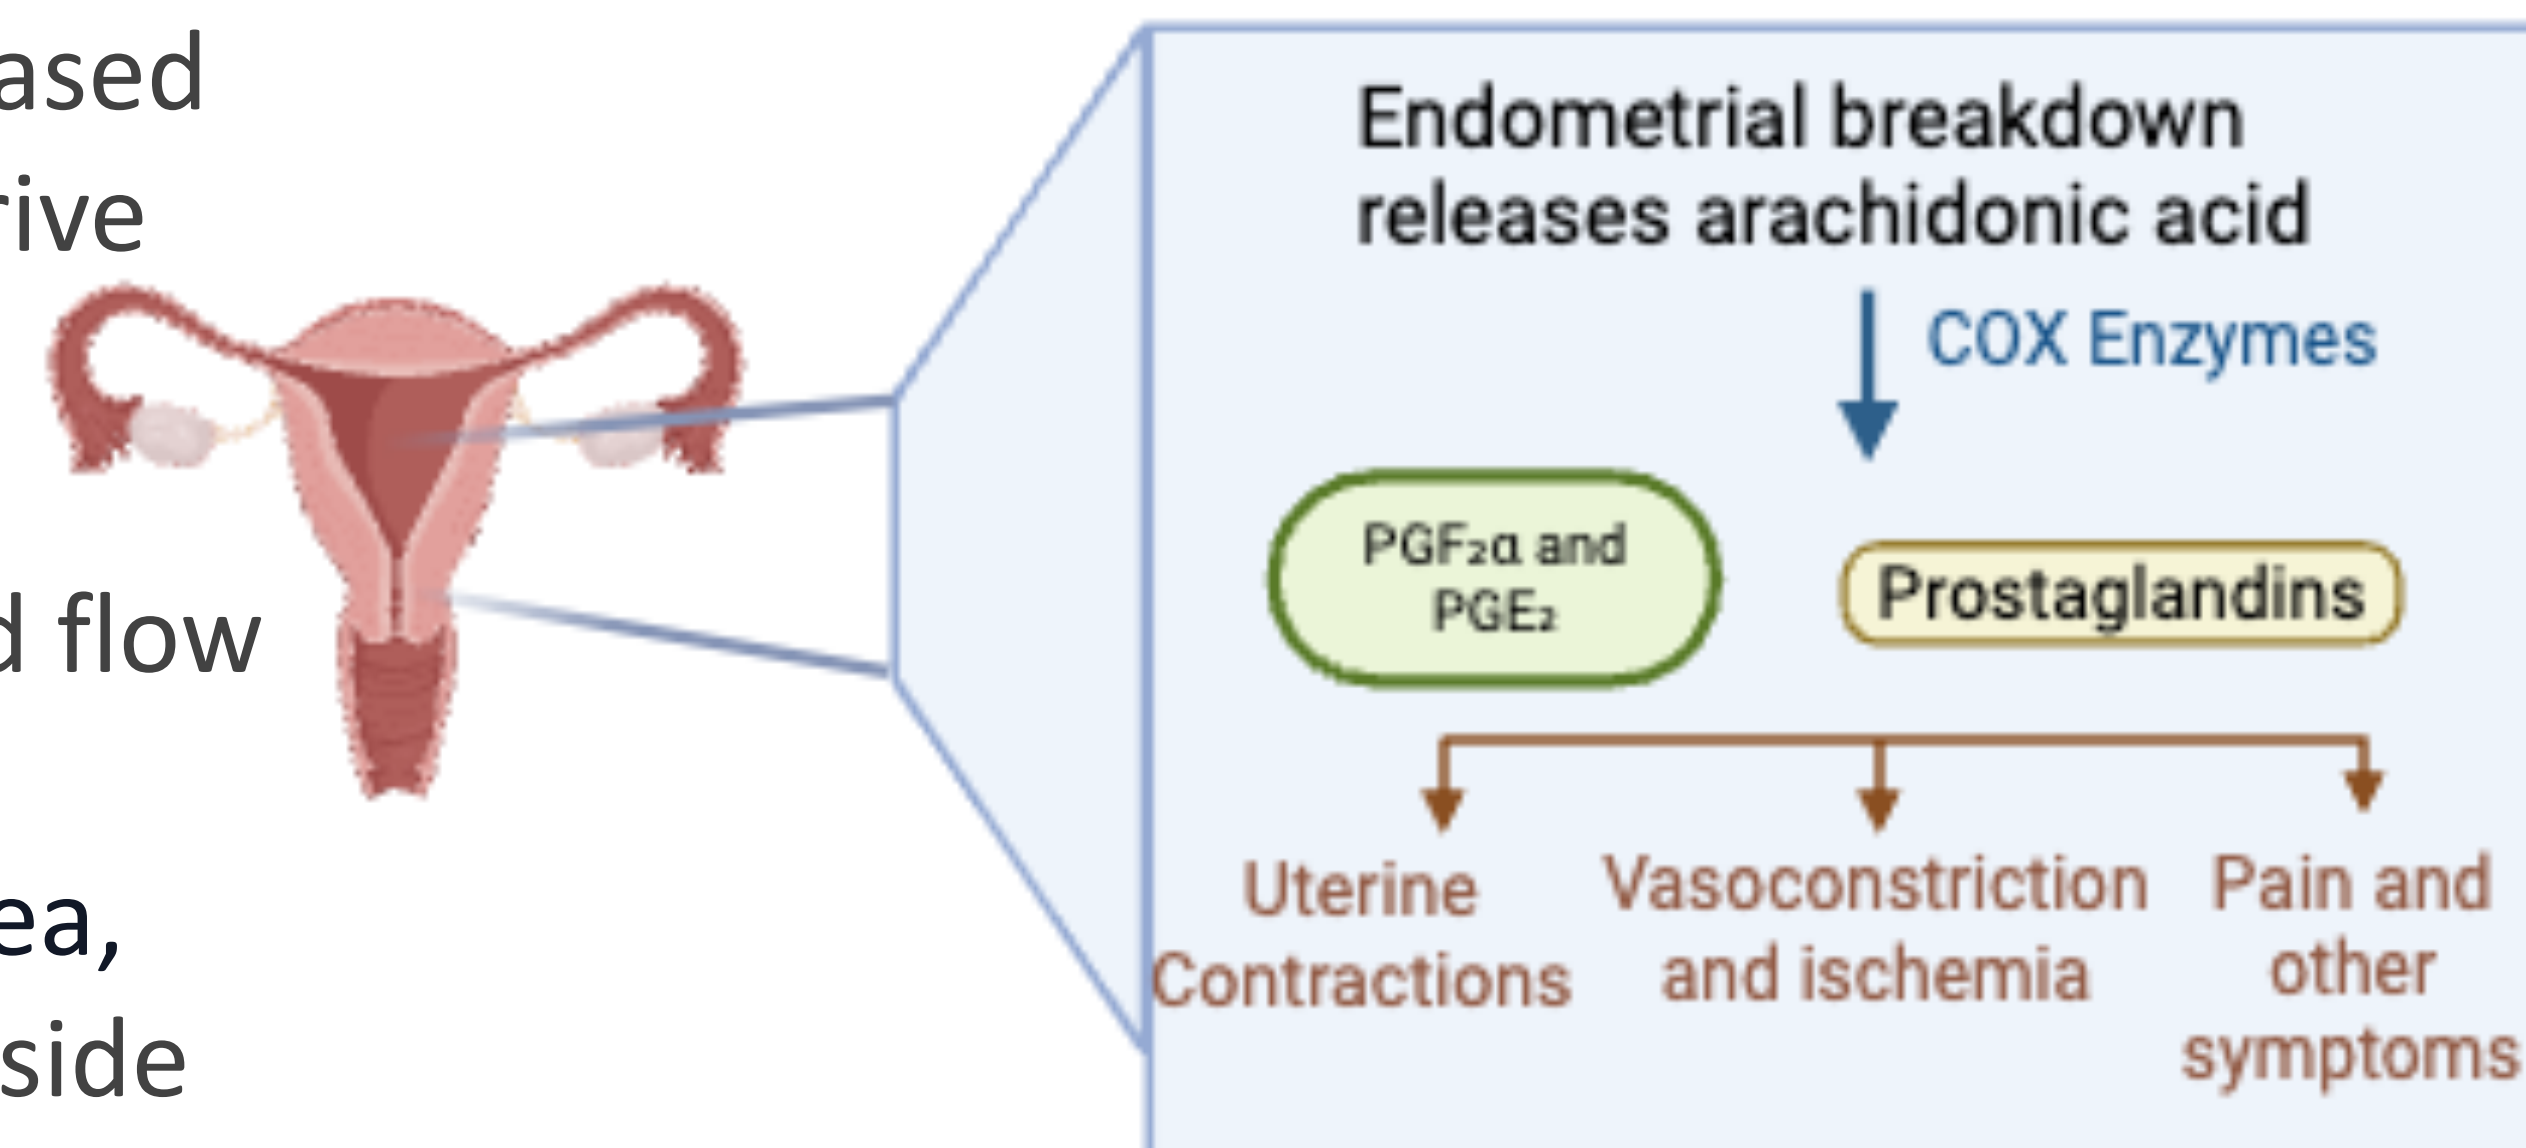 ased
rive
d flow
ea,
side
Endometrial breakdown
releases arachidonic acid
COX Enzymes
PGF₂α and
PGE₂
Prostaglandins
Uterine
Contractions
Vasoconstriction
and ischemia
Pain and
other
symptoms